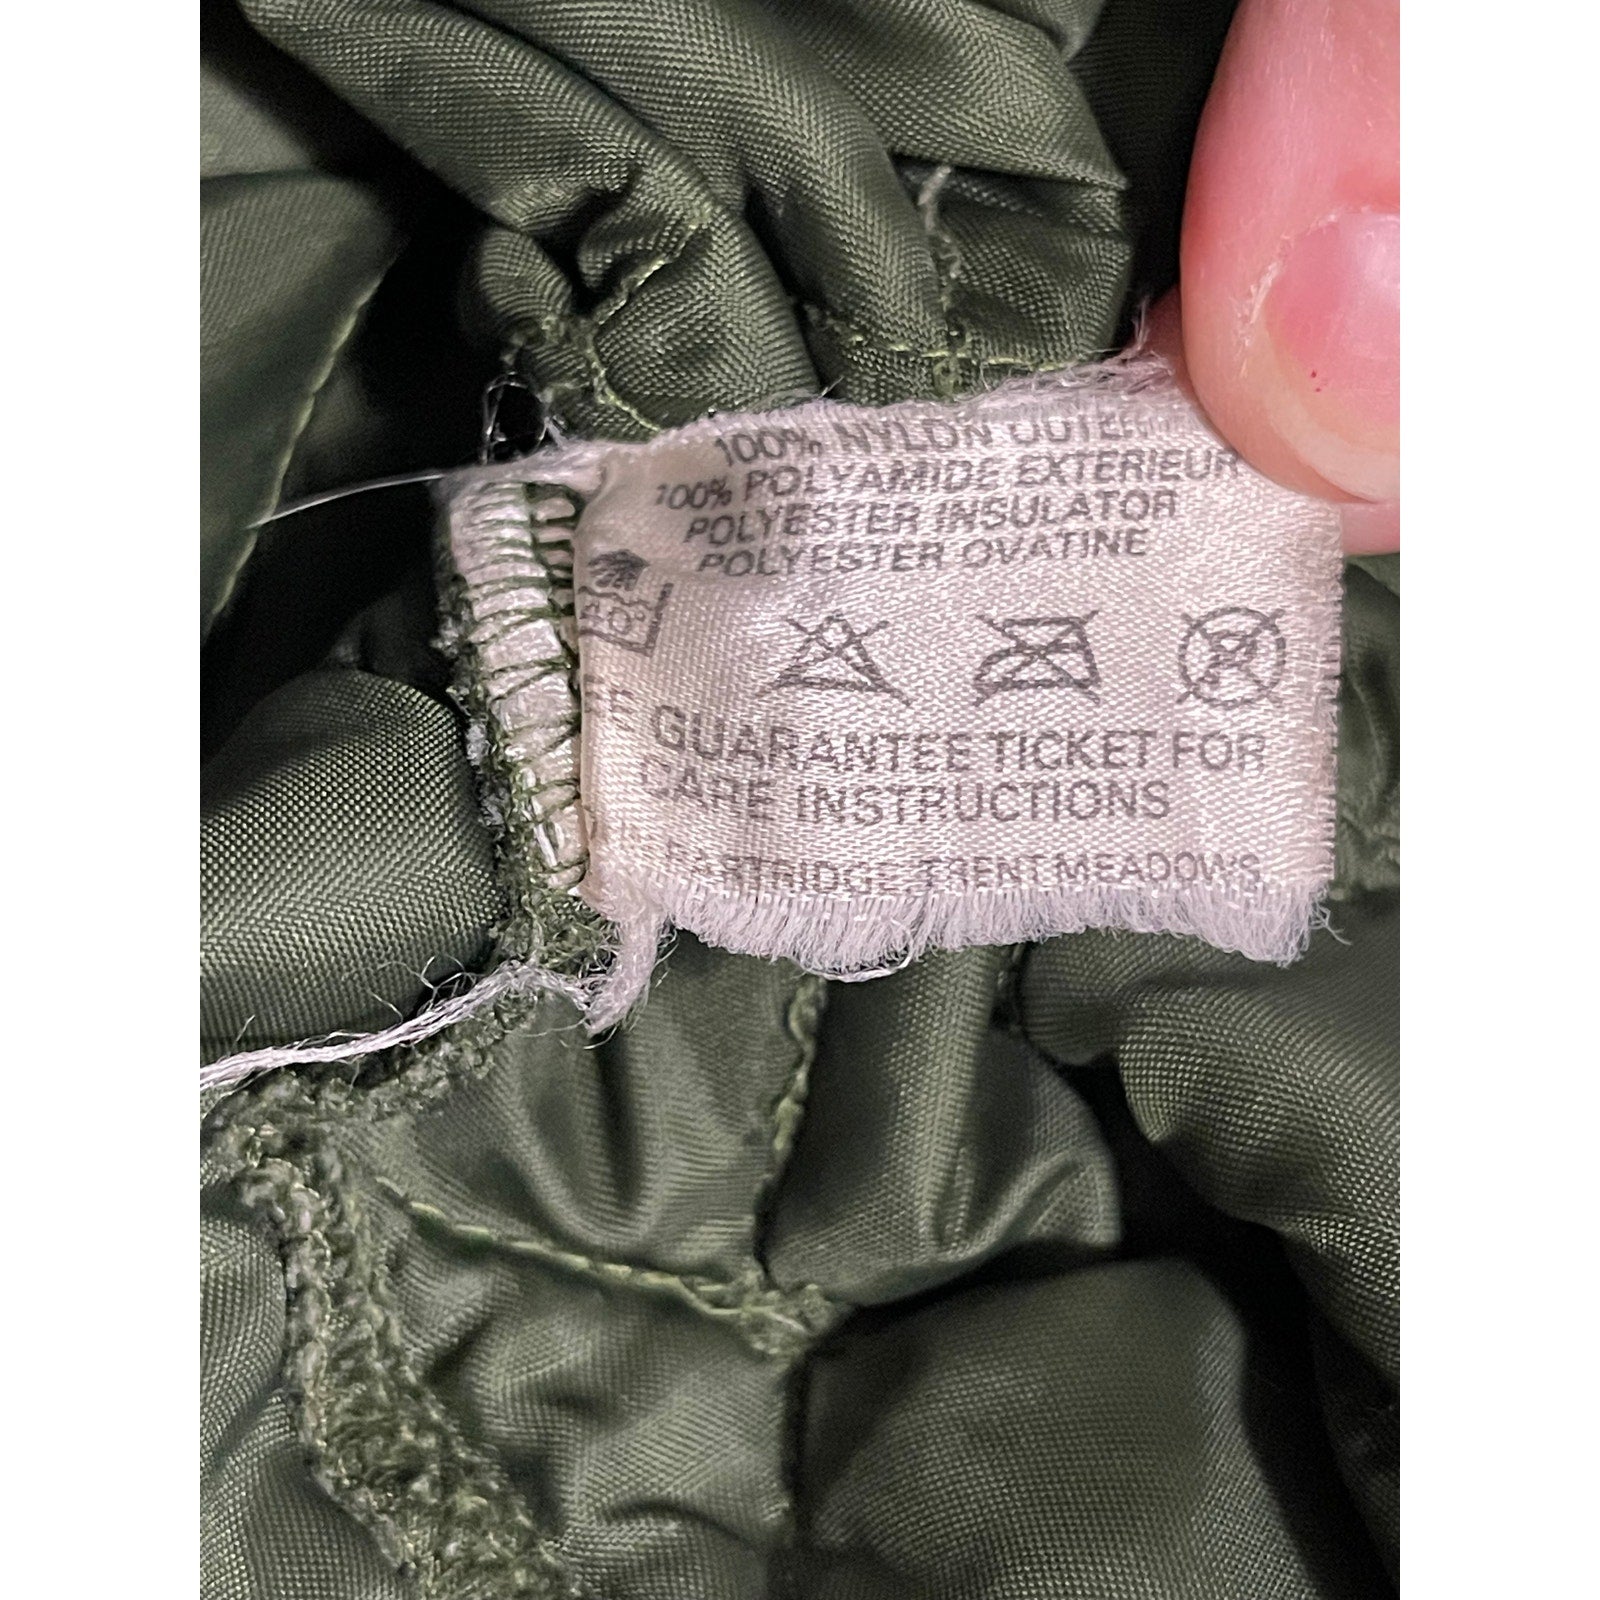 100% NYLON OUTER
100% POLYAMIDE EXTERIEUR
POLYESTER INSULATOR
POLYESTER OVATINE
GUARANTEE TICKET FOR
CARE INSTRUCTIONS
PARTRIDGE TRENT MEADOWS